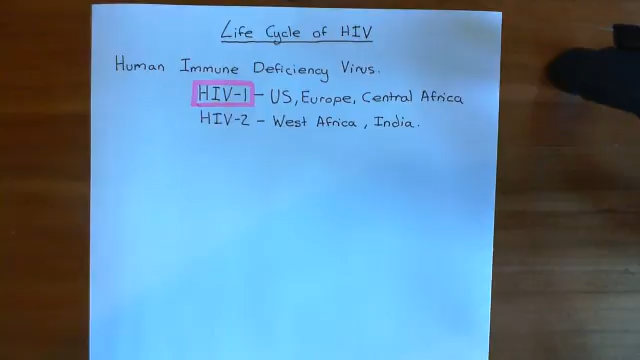 Life Cycle of HIV
Human Immune Deficiency Virus.
HIV-1 - US, Europe, Central Africa
HIV-2 - West Africa, India.